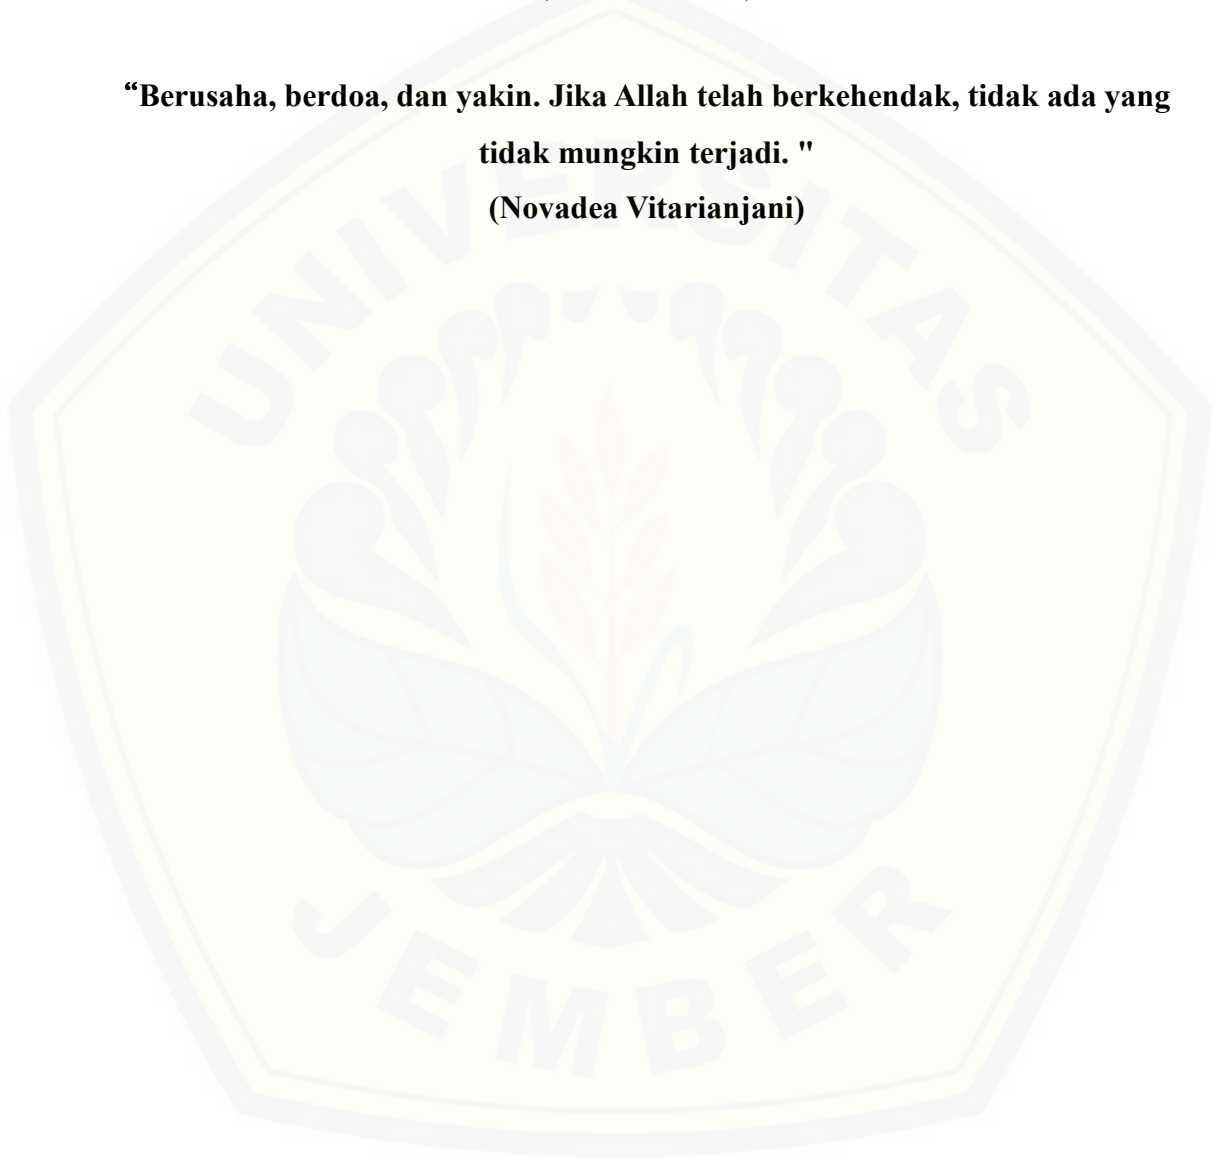 “Berusaha, berdoa, dan yakin. Jika Allah telah berkehendak, tidak ada yang
tidak mungkin terjadi. "
(Novadea Vitarianjani)
UNIVERSITAS
JEMBER